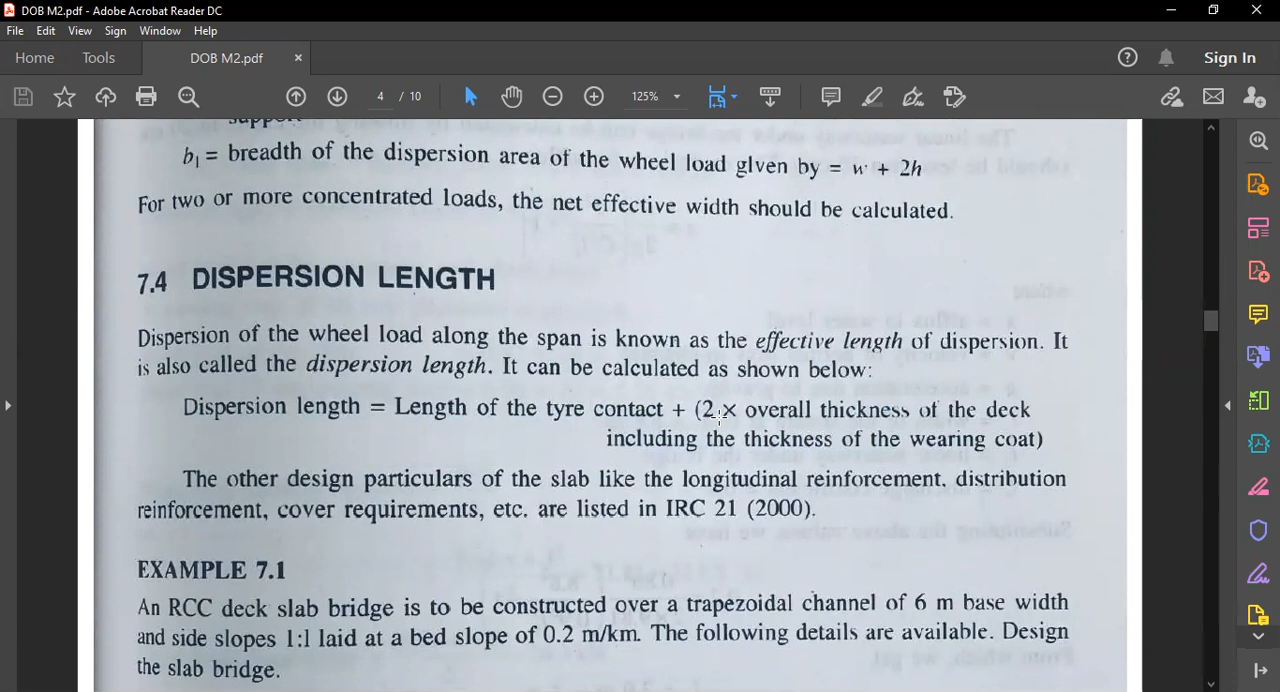 DOB M2.pdf - Adobe Acrobat Reader DC
File Edit View Sign Window Help
Home Tools DOB M2.pdf × Sign In
4 / 10 125%
support
b₁ = breadth of the dispersion area of the wheel load given by = w + 2h
For two or more concentrated loads, the net effective width should be calculated.
7.4 DISPERSION LENGTH
Dispersion of the wheel load along the span is known as the effective length of dispersion. It
is also called the dispersion length. It can be calculated as shown below:
Dispersion length = Length of the tyre contact + (2 × overall thickness of the deck
including the thickness of the wearing coat)
The other design particulars of the slab like the longitudinal reinforcement, distribution
reinforcement, cover requirements, etc. are listed in IRC 21 (2000).
EXAMPLE 7.1
An RCC deck slab bridge is to be constructed over a trapezoidal channel of 6 m base width
and side slopes 1:1 laid at a bed slope of 0.2 m/km. The following details are available. Design
the slab bridge.